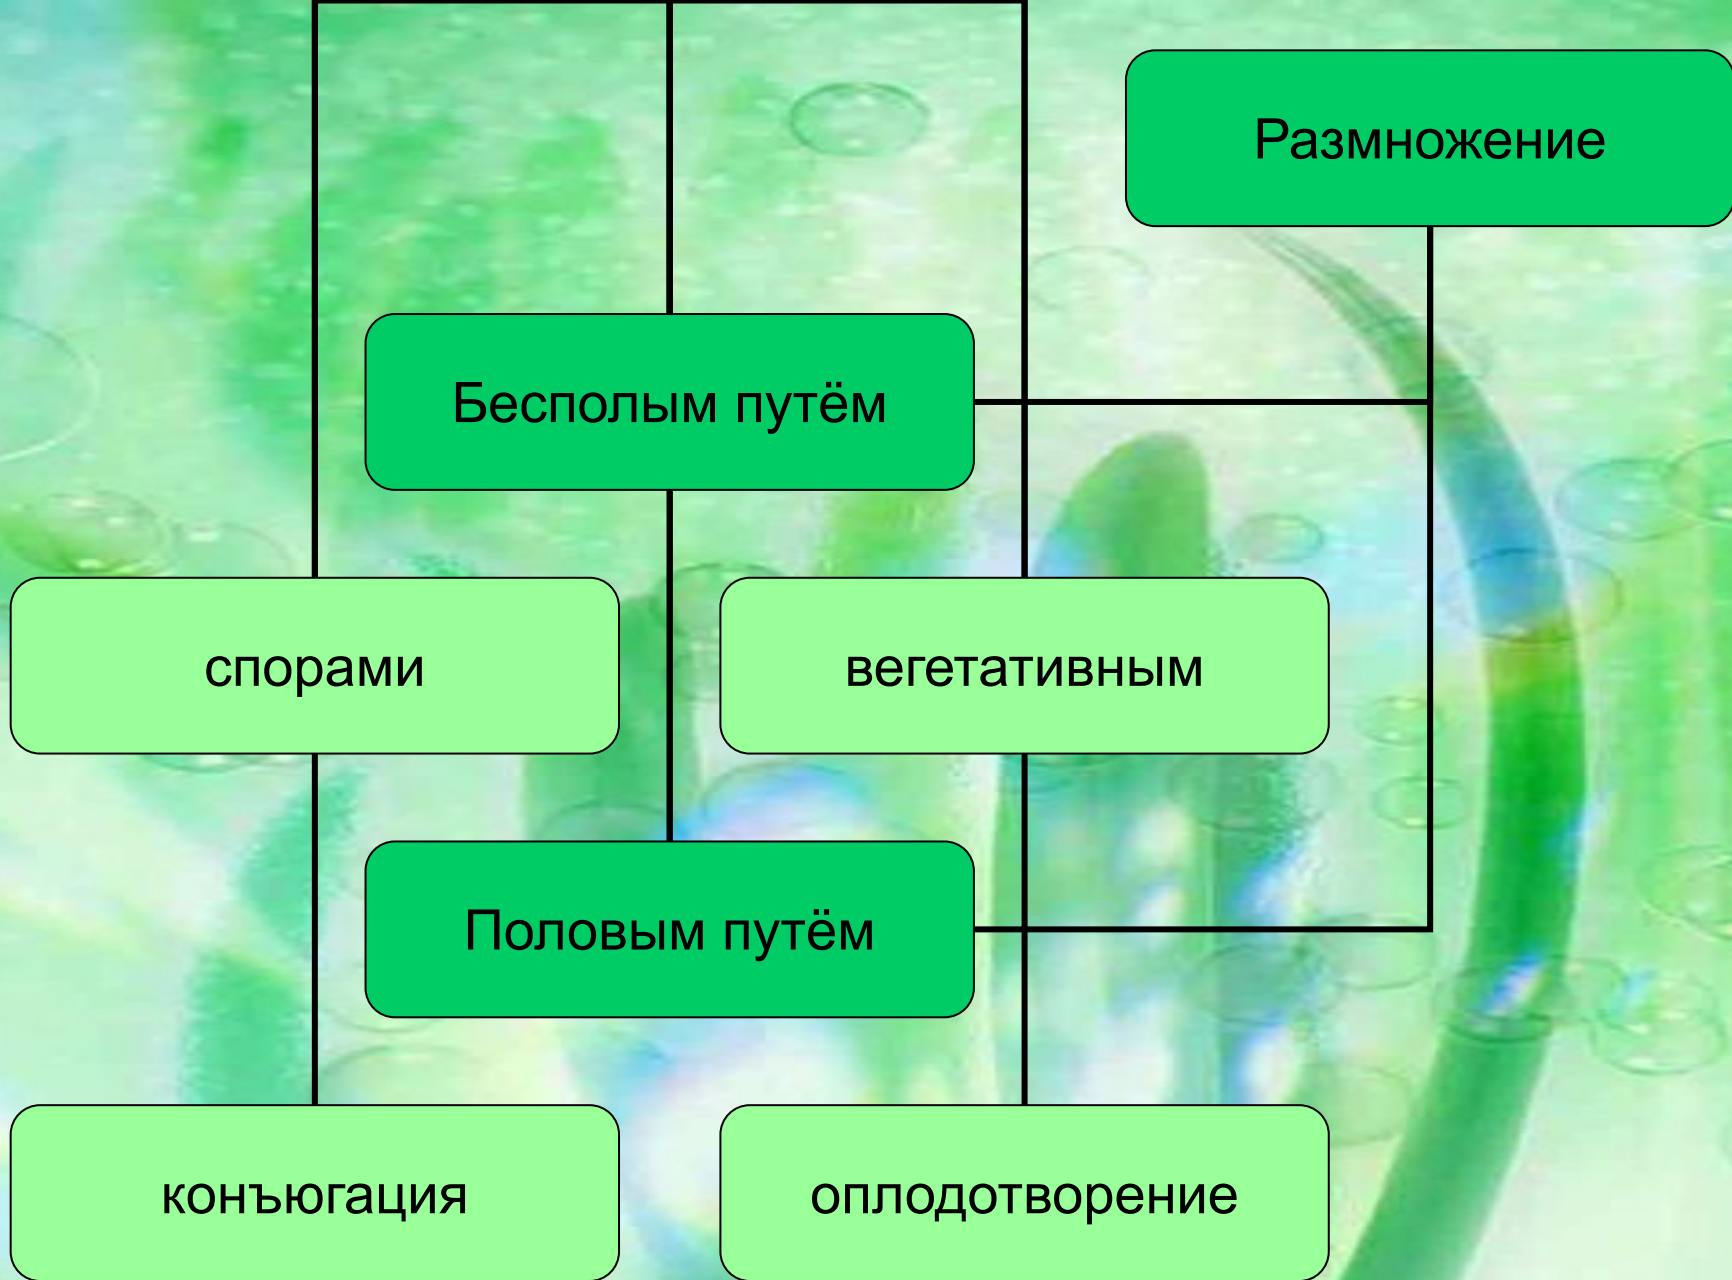 Размножение
Бесполым путём
спорами
вегетативным
Половым путём
конъюгация
оплодотворение